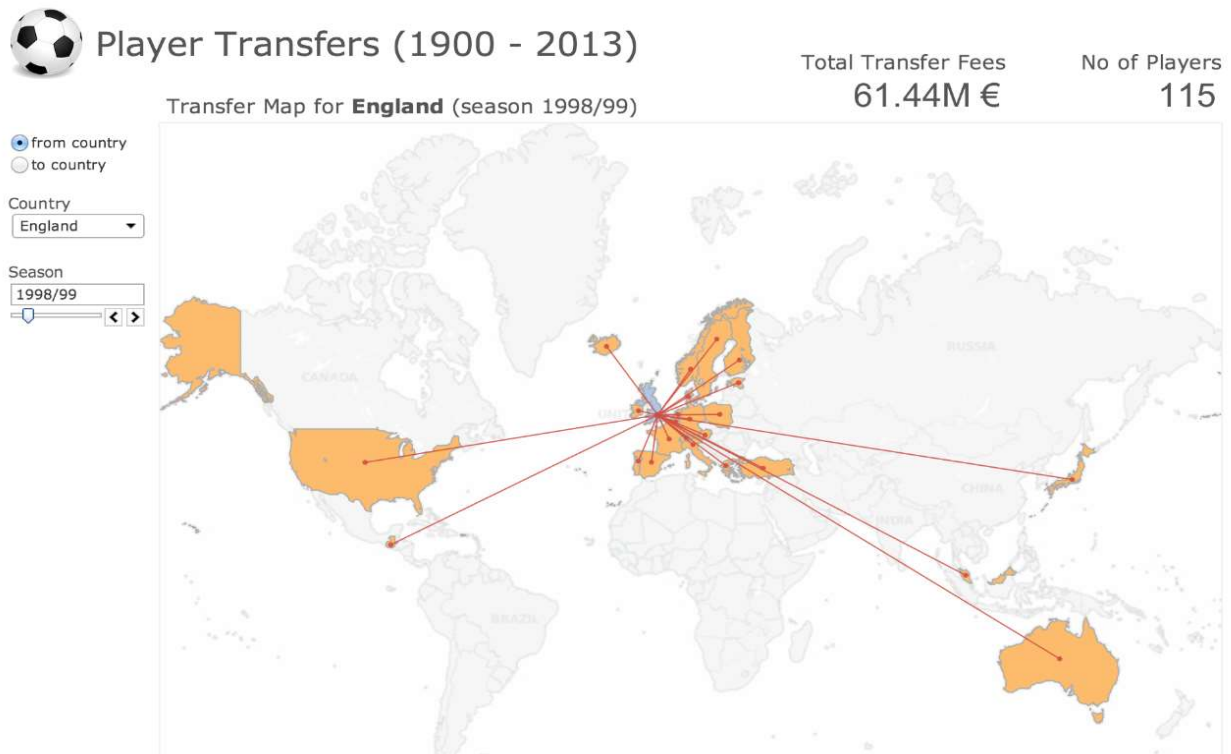 Player Transfers (1900 - 2013)
Total Transfer Fees
61.44M €
No of Players
115
Transfer Map for England (season 1998/99)
from country
to country
Country
England
Season
1998/99
CANADA
RUSSIA
CHINA
INDIA
BRAZIL